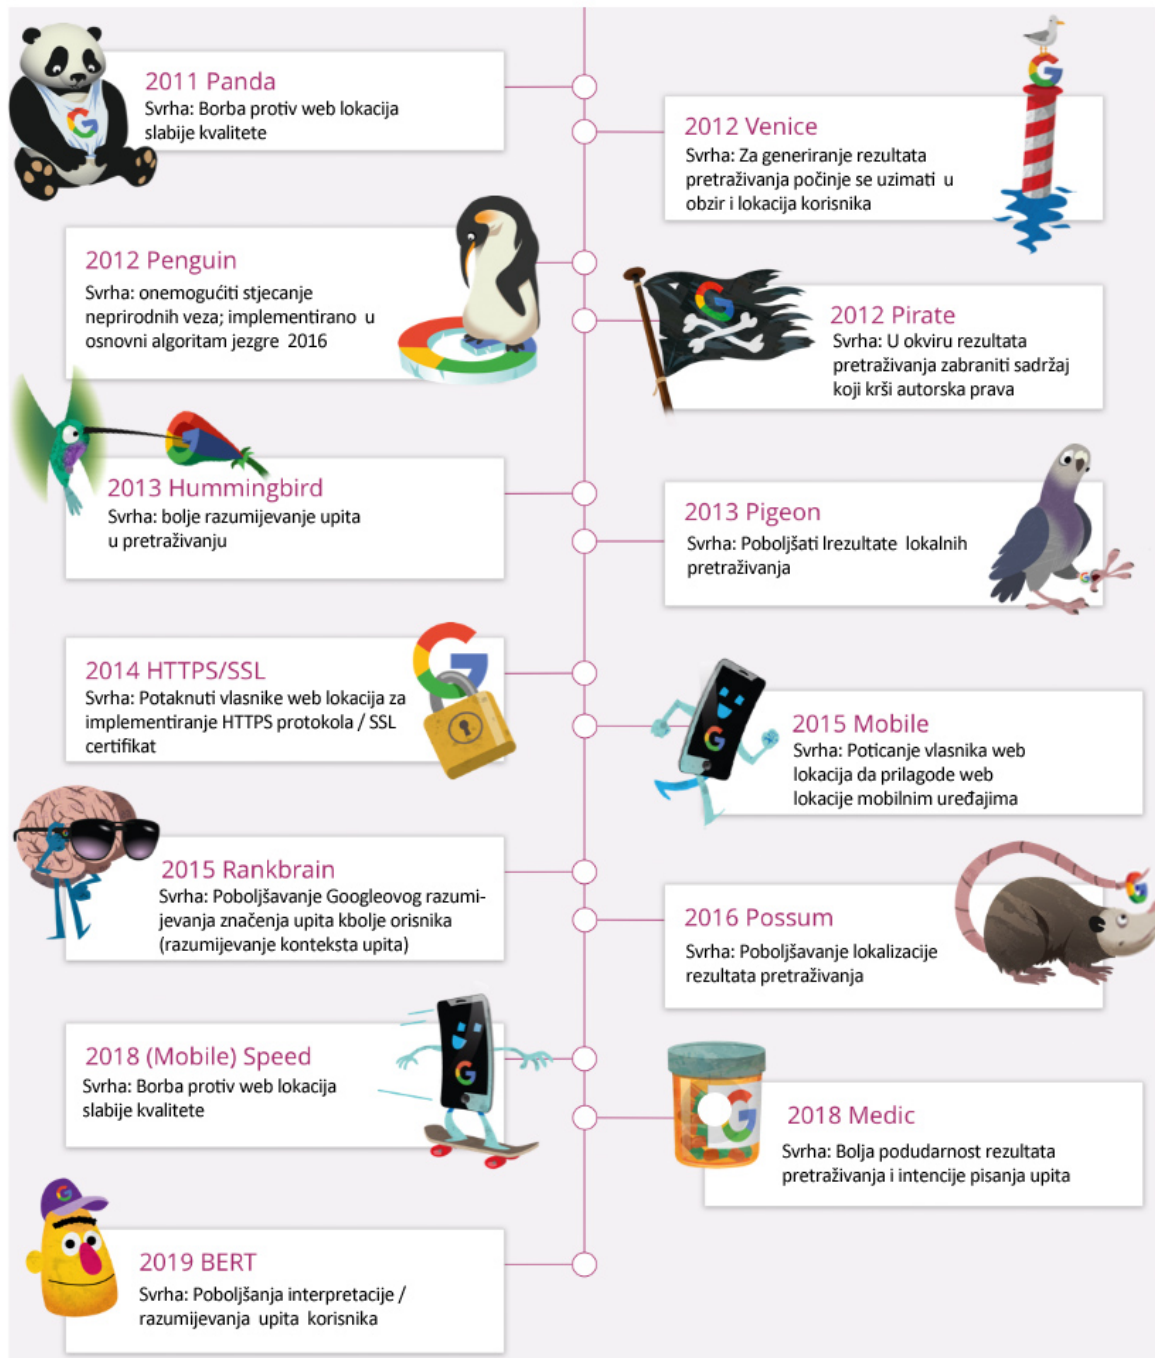 2011 Panda
Svrha: Borba protiv web lokacija
slabije kvalitete
2012 Venice
Svrha: Za generiranje rezultata
pretraživanja počinje se uzimati u
obzir i lokacija korisnika
2012 Penguin
Svrha: onemogućiti stjecanje
neprirodnih veza; implementirano u
osnovni algoritam jezgre 2016
2012 Pirate
Svrha: U okviru rezultata
pretraživanja zabraniti sadržaj
koji krši autorska prava
2013 Hummingbird
Svrha: bolje razumijevanje upita
u pretraživanju
2013 Pigeon
Svrha: Poboljšati lrezultate lokalnih
pretraživanja
2014 HTTPS/SSL
Svrha: Potaknuti vlasnike web lokacija za
implementiranje HTTPS protokola / SSL
certifikat
2015 Mobile
Svrha: Poticanje vlasnika web
lokacija da prilagode web
lokacije mobilnim uređajima
2015 Rankbrain
Svrha: Poboljšavanje Googleovog razumi-
jevanja značenja upita kbolje orisnika
(razumijevanje konteksta upita)
2016 Possum
Svrha: Poboljšavanje lokalizacije
rezultata pretraživanja
2018 (Mobile) Speed
Svrha: Borba protiv web lokacija
slabije kvalitete
2018 Medic
Svrha: Bolja podudarnost rezultata
pretraživanja i intencije pisanja upita
2019 BERT
Svrha: Poboljšanja interpretacije /
razumijevanja upita korisnika